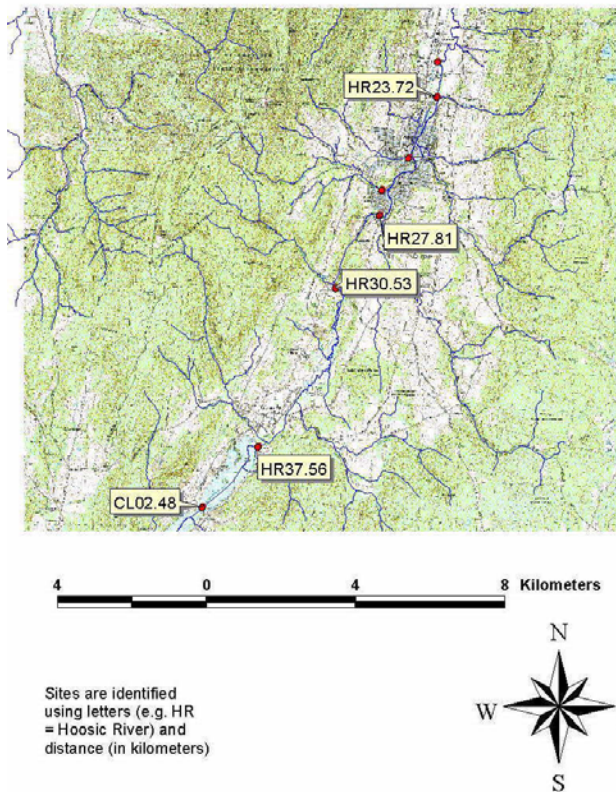 HR23.72
HR27.81
HR30.53
HR37.56
CL02.48
4 0 4 8 Kilometers
N
W
S
Sites are identified
using letters (e.g. HR
= Hoosic River) and
distance (in kilometers)